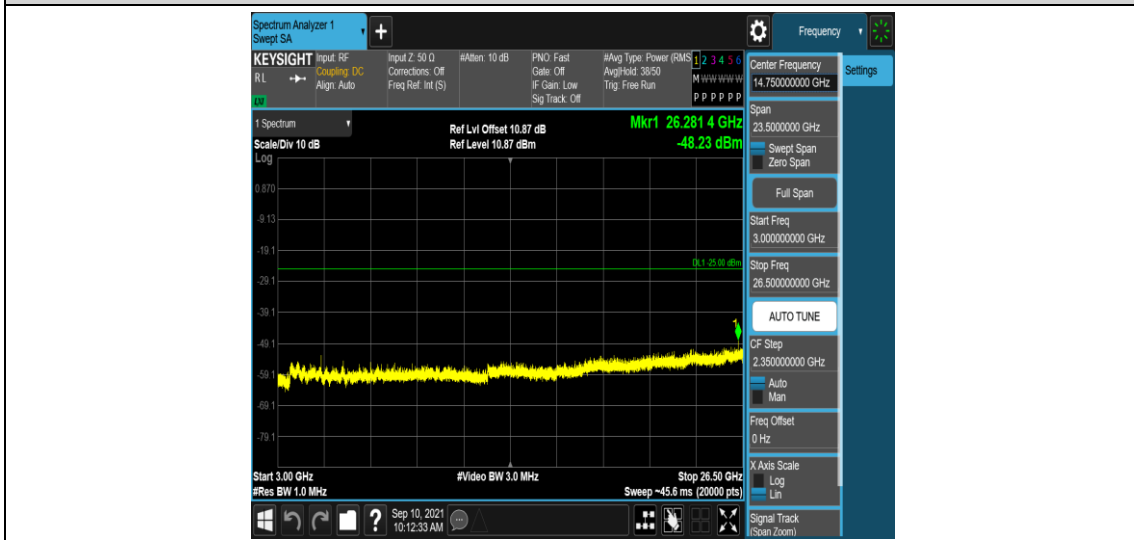 Spectrum Analyzer 1
Swept SA
+
Frequency
KEYSIGHT
RL
Input: RF
Coupling: DC
Align: Auto
Input Z: 50 Ω
Corrections: Off
Freq Ref: Int (S)
#Atten: 10 dB
PNO: Fast
Gate: Off
IF Gain: Low
Sig Track: Off
#Avg Type: Power (RMS
Avg|Hold: 38/50
Trig: Free Run
1 2 3 4 5 6
M W W W W W
P P P P P P
1 Spectrum
Scale/Div 10 dB
Log
Ref Lvl Offset 10.87 dB
Ref Level 10.87 dBm
Mkr1 26.281 4 GHz
-48.23 dBm
0.870
-9.13
-19.1
DL1 -25.00 dBm
-29.1
-39.1
1
-49.1
-59.1
-69.1
-79.1
Start 3.00 GHz
#Res BW 1.0 MHz
#Video BW 3.0 MHz
Stop 26.50 GHz
Sweep ~45.6 ms (20000 pts)
?
Sep 10, 2021
10:12:33 AM
Center Frequency
14.750000000 GHz
Settings
Span
23.5000000 GHz
Swept Span
Zero Span
Full Span
Start Freq
3.000000000 GHz
Stop Freq
26.500000000 GHz
AUTO TUNE
CF Step
2.350000000 GHz
Auto
Man
Freq Offset
0 Hz
X Axis Scale
Log
Lin
Signal Track
(Span Zoom)